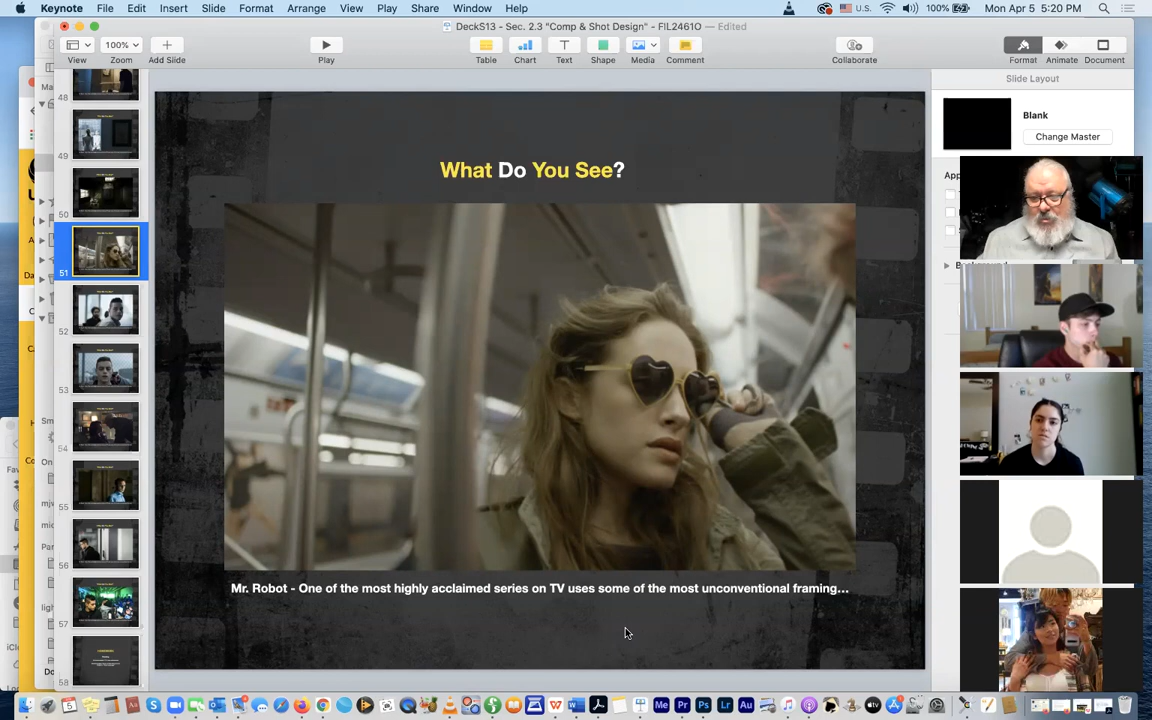 Keynote File Edit Insert Slide Format Arrange View Play Share Window Help
U.S. 100% Mon Apr 5 5:20 PM
DeckS13 - Sec. 2.3 "Comp & Shot Design" - FIL2461O — Edited
100%
View Zoom Add Slide Play Table Chart Text Shape Media Comment Collaborate Format Animate Document
Slide Layout
Blank
Change Master
48
49
50
51
52
53
54
55
56
57
58
What Do You See?
Mr. Robot - One of the most highly acclaimed series on TV uses some of the most unconventional framing...